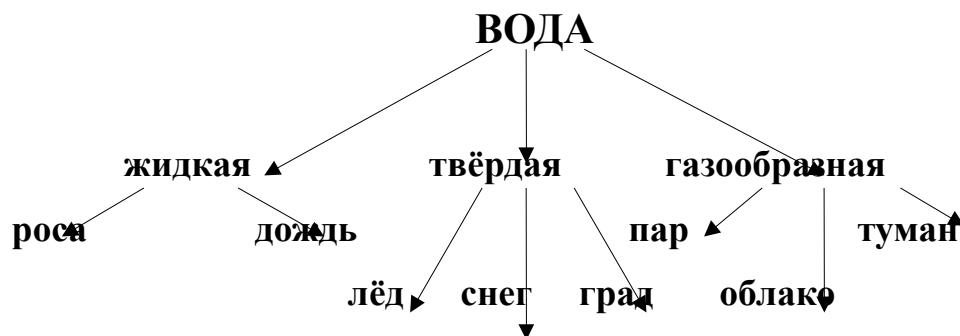 ВОДА
жидкая твёрдая газообразная
роса дождь пар туман
лёд снег град облако